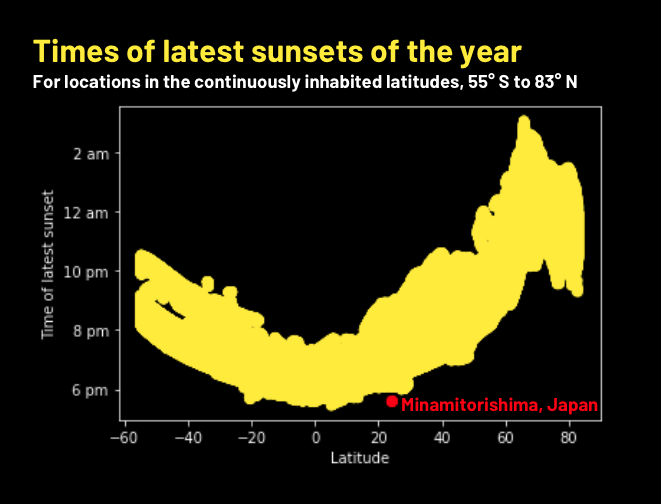 Times of latest sunsets of the year
For locations in the continuously inhabited latitudes, 55° S to 83° N
Time of latest sunset
2 am
12 am
10 pm
8 pm
6 pm
Minamitorishima, Japan
−60 −40 −20 0 20 40 60 80
Latitude